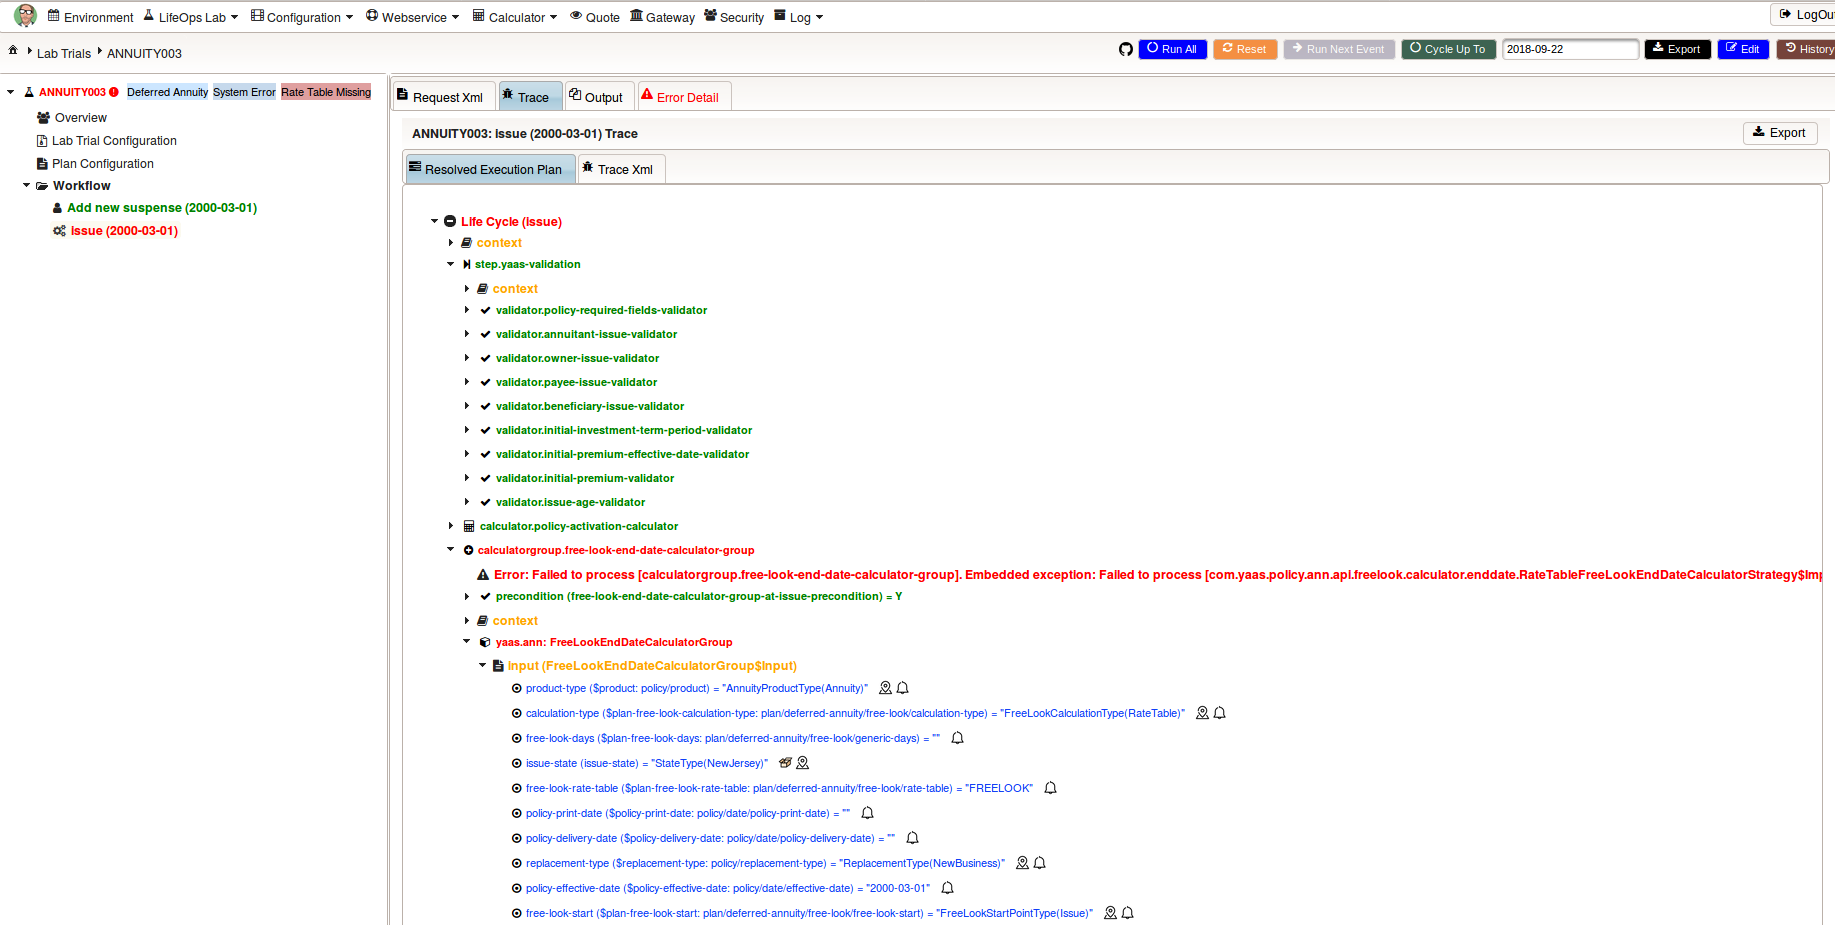 Environment LifeOps Lab Configuration Webservice Calculator Quote Gateway Security Log LogOu
Lab Trials ANNUITY003 Run All Reset Run Next Event Cycle Up To 2018-09-22 Export Edit History
ANNUITY003 Deferred Annuity System Error Rate Table Missing
Overview
Lab Trial Configuration
Plan Configuration
Workflow
Add new suspense (2000-03-01)
issue (2000-03-01)
Request Xml Trace Output Error Detail
ANNUITY003: issue (2000-03-01) Trace Export
Resolved Execution Plan Trace Xml
Life Cycle (issue)
context
step.yaas-validation
context
validator.policy-required-fields-validator
validator.annuitant-issue-validator
validator.owner-issue-validator
validator.payee-issue-validator
validator.beneficiary-issue-validator
validator.initial-investment-term-period-validator
validator.initial-premium-effective-date-validator
validator.initial-premium-validator
validator.issue-age-validator
calculator.policy-activation-calculator
calculatorgroup.free-look-end-date-calculator-group
Error: Failed to process [calculatorgroup.free-look-end-date-calculator-group]. Embedded exception: Failed to process [com.yaas.policy.ann.api.freelook.calculator.enddate.RateTableFreeLookEndDateCalculatorStrategy$Imp
precondition (free-look-end-date-calculator-group-at-issue-precondition) = Y
context
yaas.ann: FreeLookEndDateCalculatorGroup
input (FreeLookEndDateCalculatorGroup$Input)
product-type ($product: policy/product) = "AnnuityProductType(Annuity)"
calculation-type ($plan-free-look-calculation-type: plan/deferred-annuity/free-look/calculation-type) = "FreeLookCalculationType(RateTable)"
free-look-days ($plan-free-look-days: plan/deferred-annuity/free-look/generic-days) = ""
issue-state (issue-state) = "StateType(NewJersey)"
free-look-rate-table ($plan-free-look-rate-table: plan/deferred-annuity/free-look/rate-table) = "FREELOOK"
policy-print-date ($policy-print-date: policy/date/policy-print-date) = ""
policy-delivery-date ($policy-delivery-date: policy/date/policy-delivery-date) = ""
replacement-type ($replacement-type: policy/replacement-type) = "ReplacementType(NewBusiness)"
policy-effective-date ($policy-effective-date: policy/date/effective-date) = "2000-03-01"
free-look-start ($plan-free-look-start: plan/deferred-annuity/free-look/free-look-start) = "FreeLookStartPointType(Issue)"